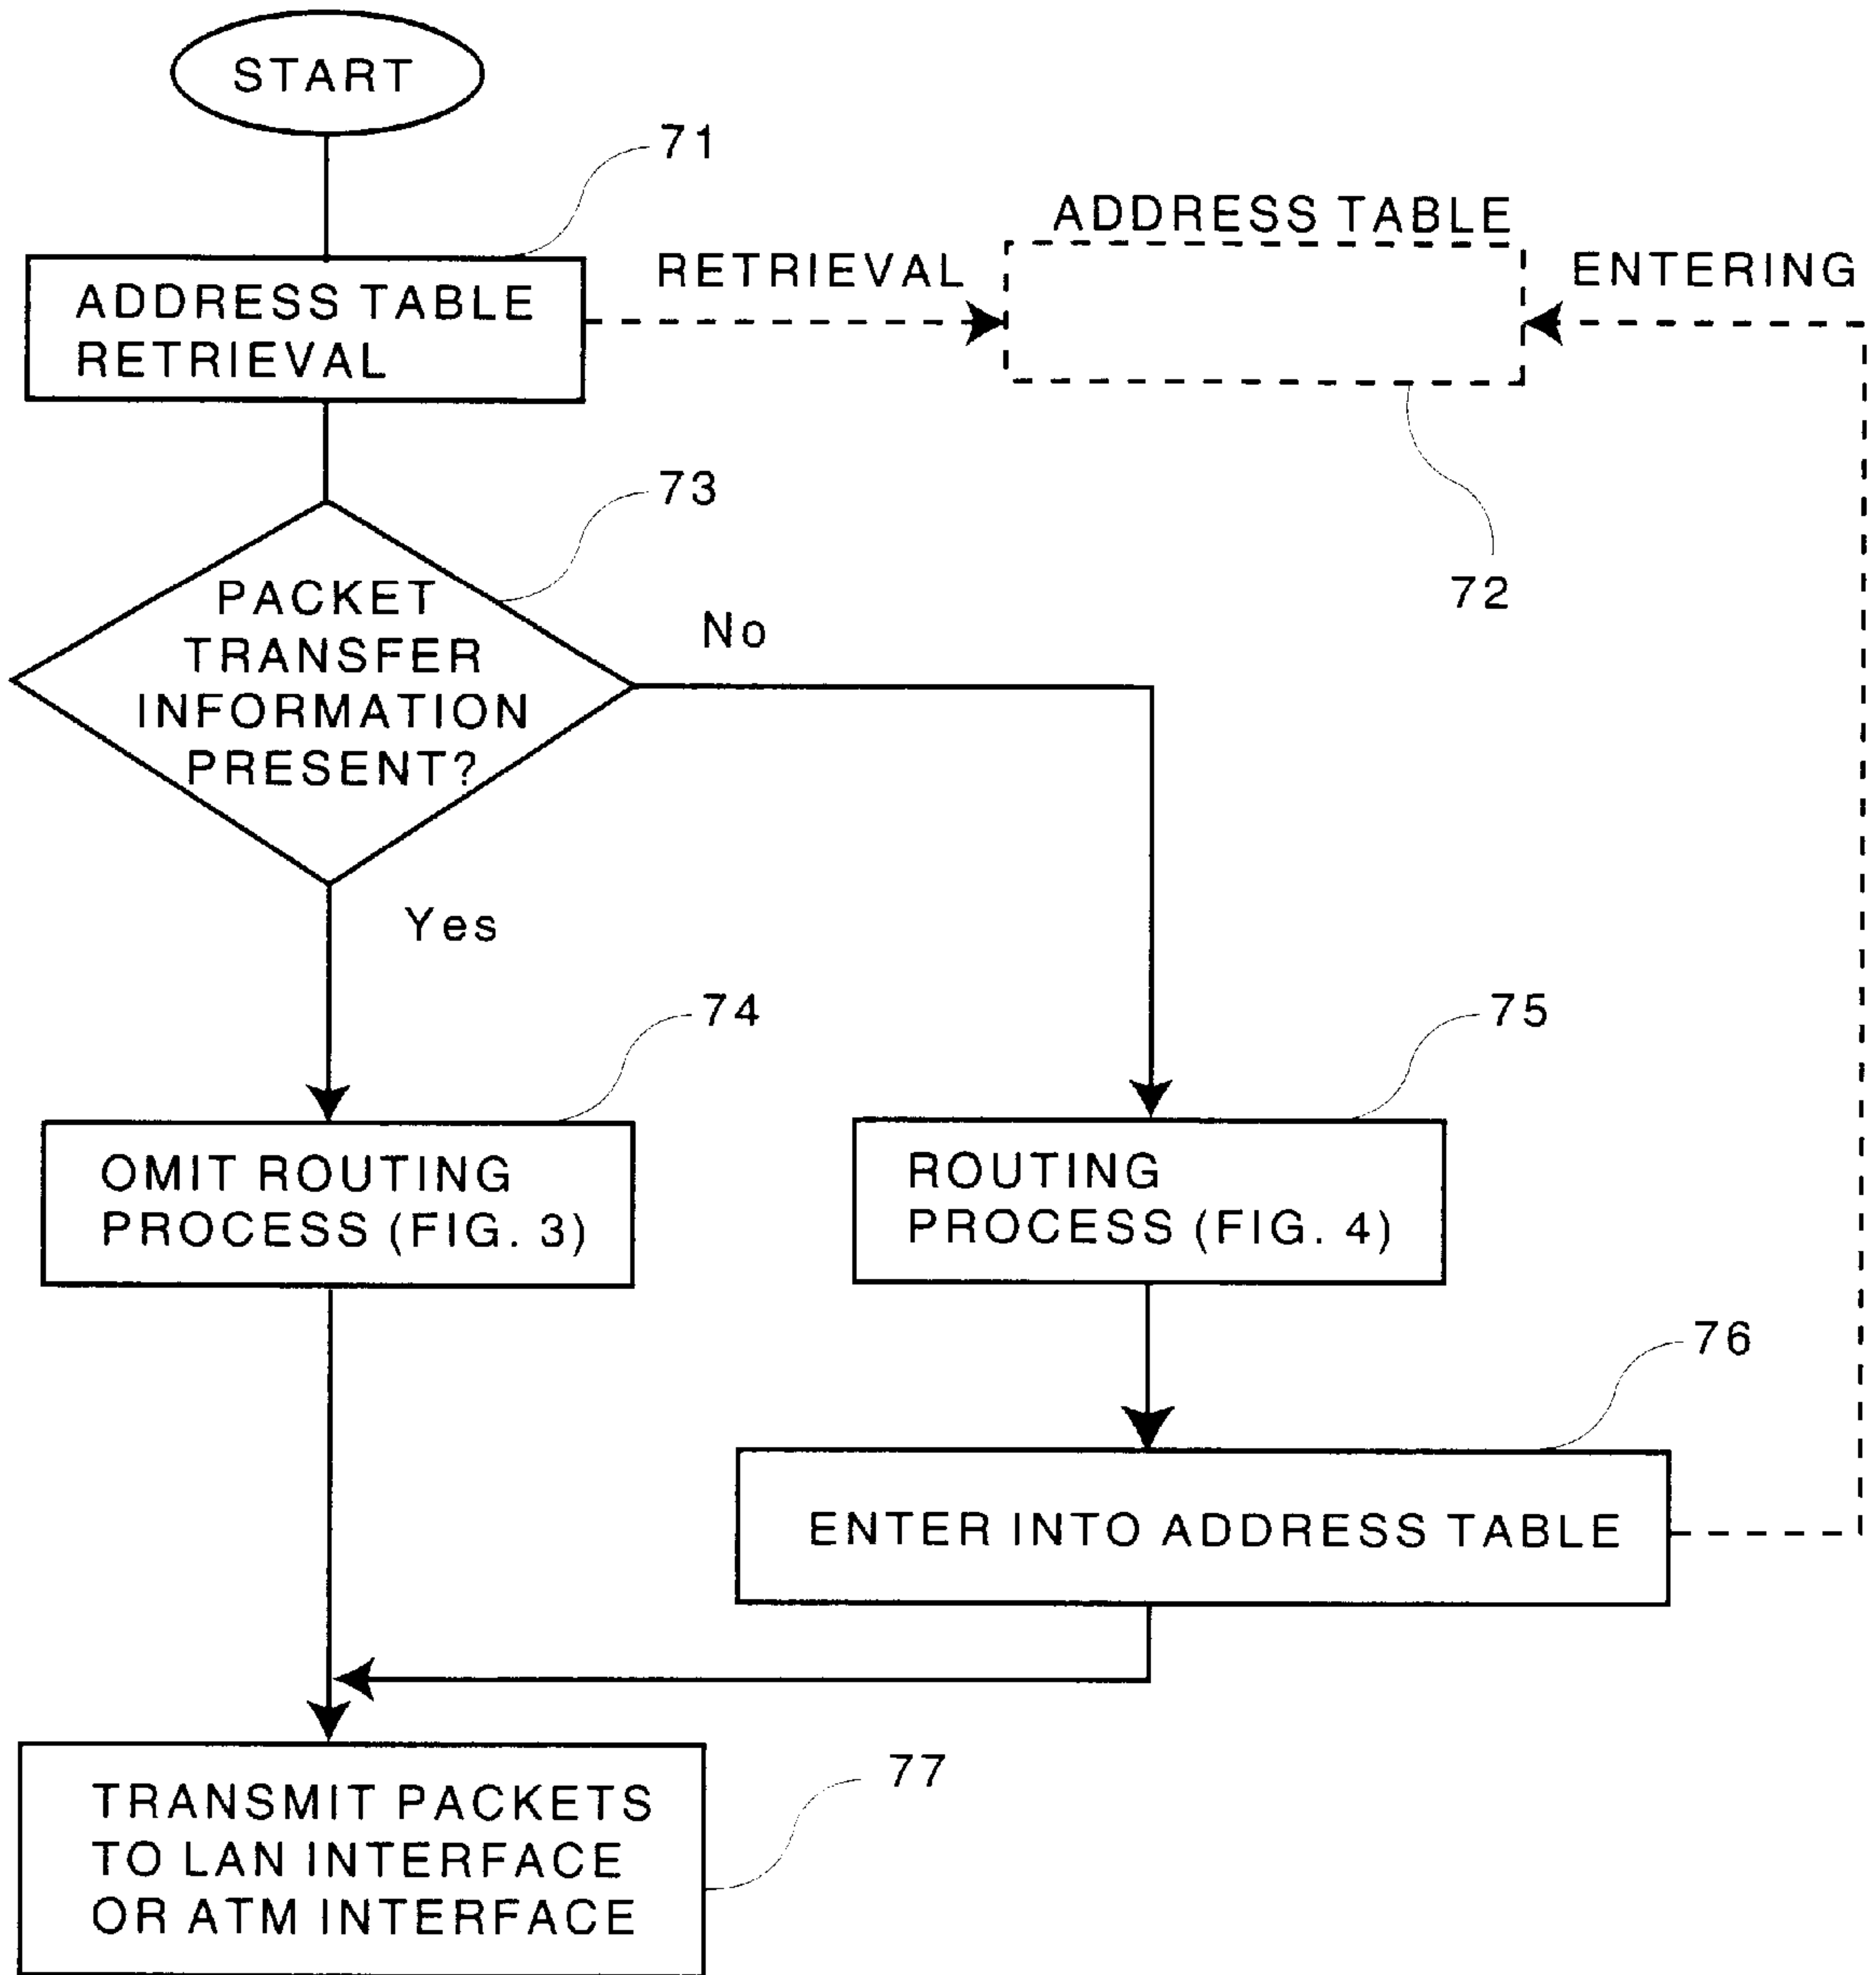 START
71
ADDRESS TABLE
RETRIEVAL
RETRIEVAL
ADDRESS TABLE
ENTERING
72
73
PACKET
TRANSFER
INFORMATION
PRESENT?
No
Yes
74
OMIT ROUTING
PROCESS (FIG. 3)
75
ROUTING
PROCESS (FIG. 4)
76
ENTER INTO ADDRESS TABLE
77
TRANSMIT PACKETS
TO LAN INTERFACE
OR ATM INTERFACE